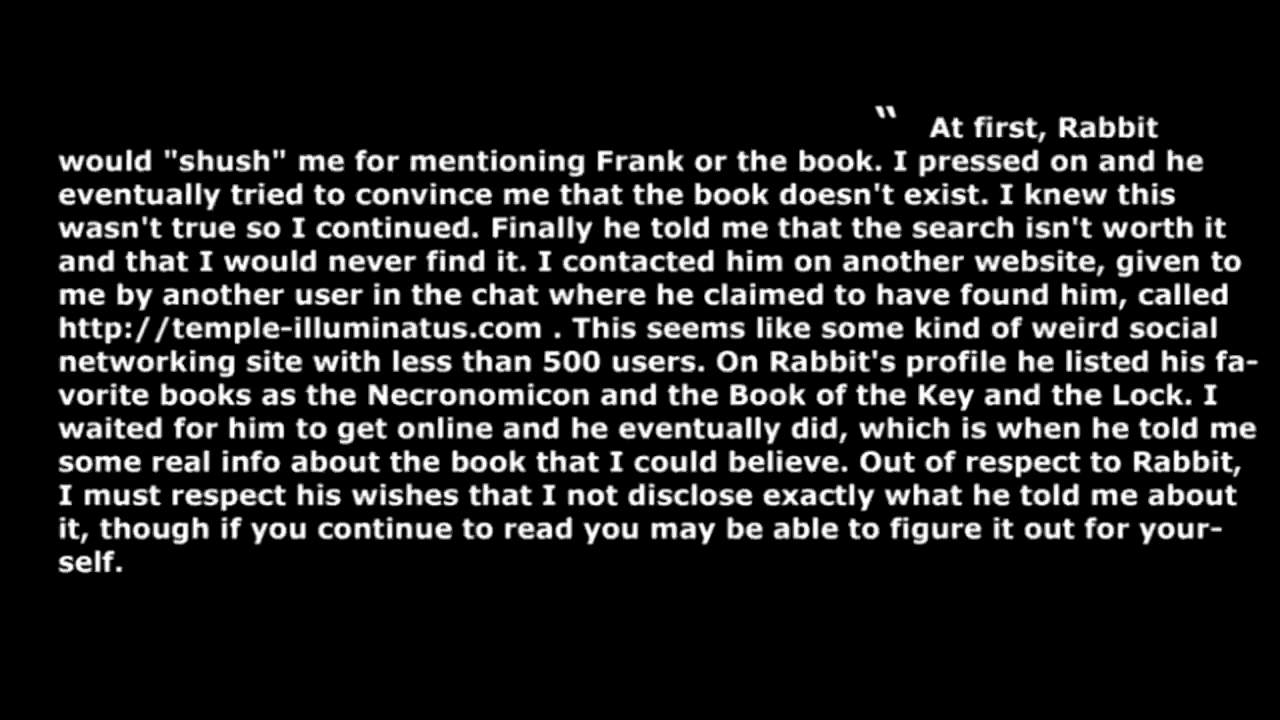 “ At first, Rabbit
would "shush" me for mentioning Frank or the book. I pressed on and he
eventually tried to convince me that the book doesn't exist. I knew this
wasn't true so I continued. Finally he told me that the search isn't worth it
and that I would never find it. I contacted him on another website, given to
me by another user in the chat where he claimed to have found him, called
http://temple-illuminatus.com . This seems like some kind of weird social
networking site with less than 500 users. On Rabbit's profile he listed his fa-
vorite books as the Necronomicon and the Book of the Key and the Lock. I
waited for him to get online and he eventually did, which is when he told me
some real info about the book that I could believe. Out of respect to Rabbit,
I must respect his wishes that I not disclose exactly what he told me about
it, though if you continue to read you may be able to figure it out for your-
self.